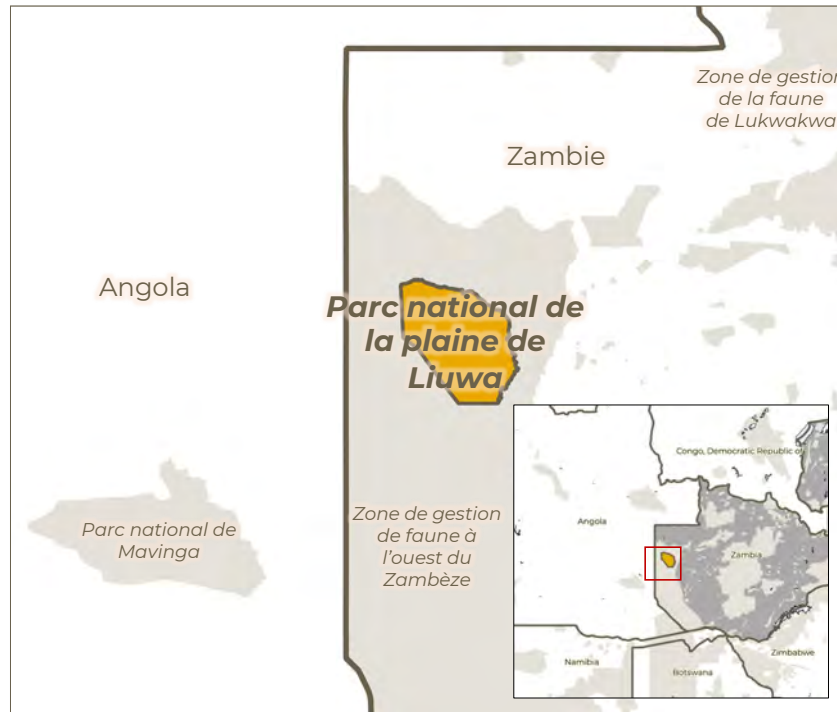 Zone de gestion
de la faune
de Lukwakwa
Zambie
Angola
Parc national de
la plaine de
Liuwa
Parc national de
Mavinga
Zone de gestion
de faune à
l'ouest du
Zambèze
Congo, Democratic Republic of
Angola
Zambia
Namibia
Zimbabwe
Botswana